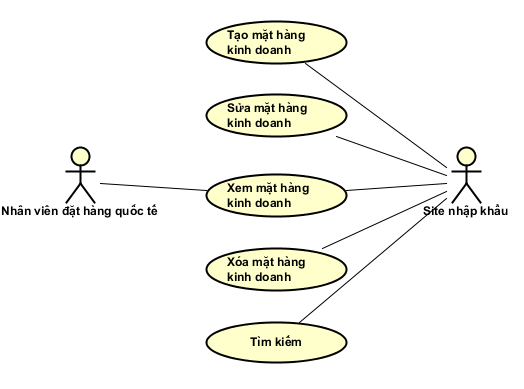 Tạo mặt hàng
kinh doanh
Sửa mặt hàng
kinh doanh
Nhân viên đặt hàng quốc tế
Xem mặt hàng
kinh doanh
Site nhập khẩu
Xóa mặt hàng
kinh doanh
Tìm kiếm